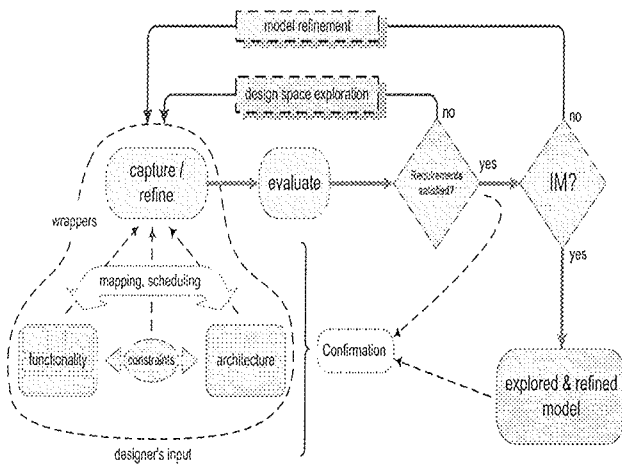 model refinement
design space exploration
no
no
capture /
refine
evaluate
Requirements
satisfied?
yes
IM?
wrappers
yes
mapping, scheduling
functionality
constraints
architecture
Confirmation
explored & refined
model
designer's input